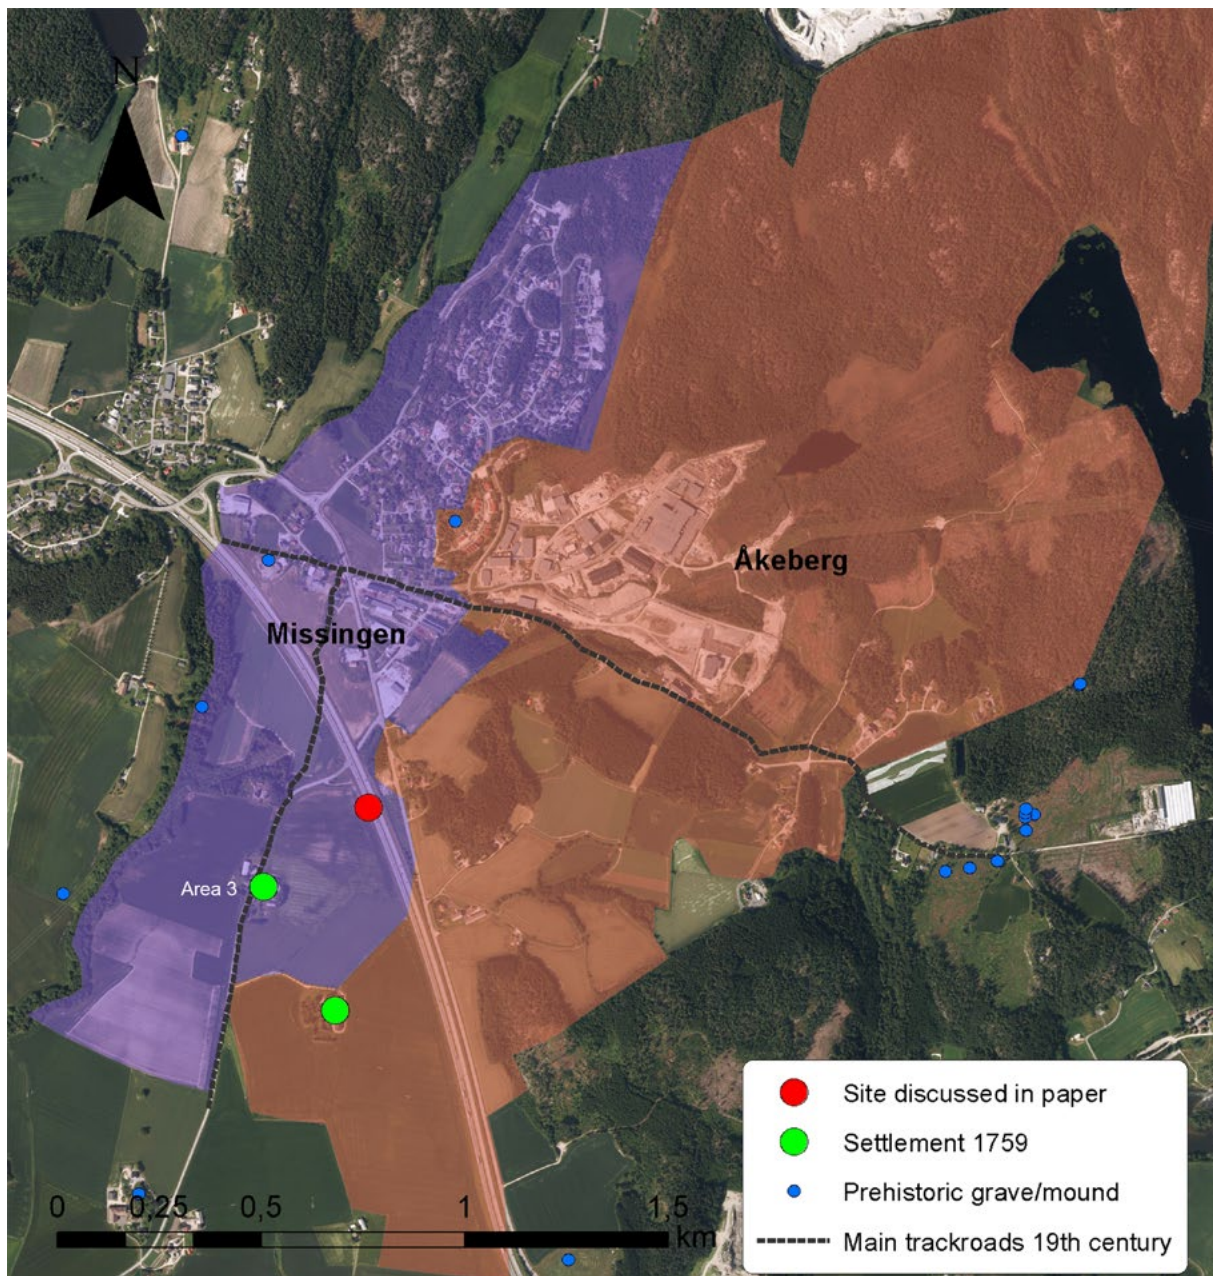 N
Åkeberg
Missingen
Area 3
Site discussed in paper
Settlement 1759
Prehistoric grave/mound
Main trackroads 19th century
0 0,25 0,5 1 1,5
km